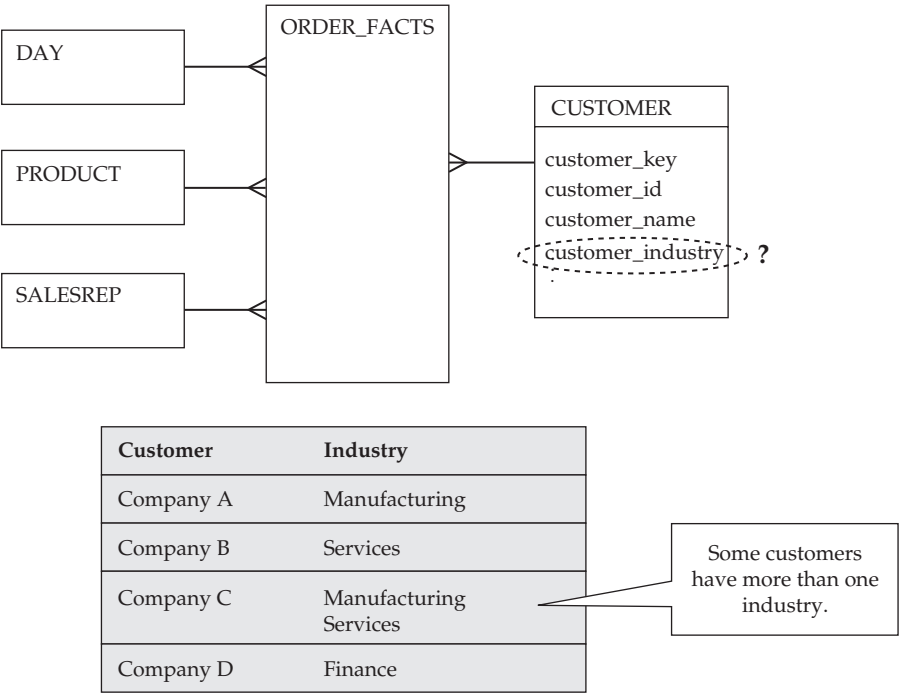 DAY
PRODUCT
SALESREP
ORDER_FACTS
CUSTOMER
customer_key
customer_id
customer_name
customer_industry ?
.
.
Customer Industry
Company A Manufacturing
Company B Services
Company C Manufacturing
Services
Company D Finance
Some customers
have more than one
industry.